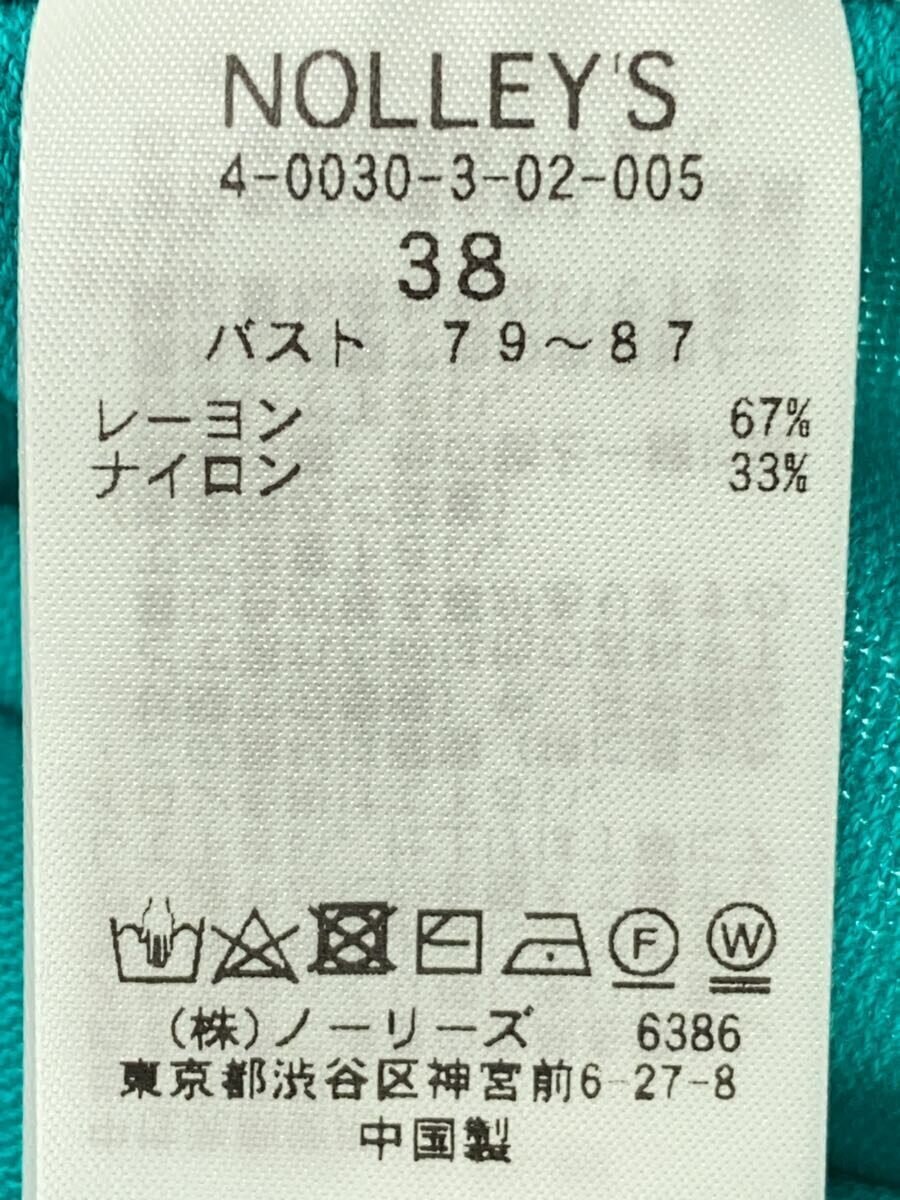 NOLLEY'S
4-0030-3-02-005
38
バスト 79～87
レーヨン 67%
ナイロン 33%
F W
(株)ノーリーズ 6386
東京都渋谷区神宮前6-27-8
中国製